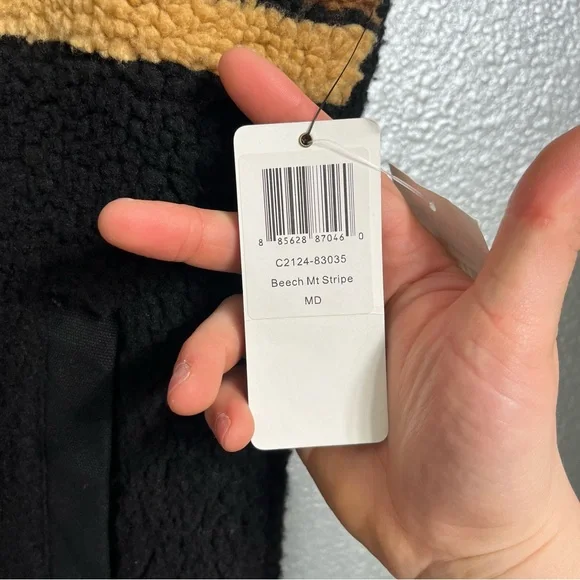 8 85628 87046 0
C2124-83035
Beech Mt Stripe
MD